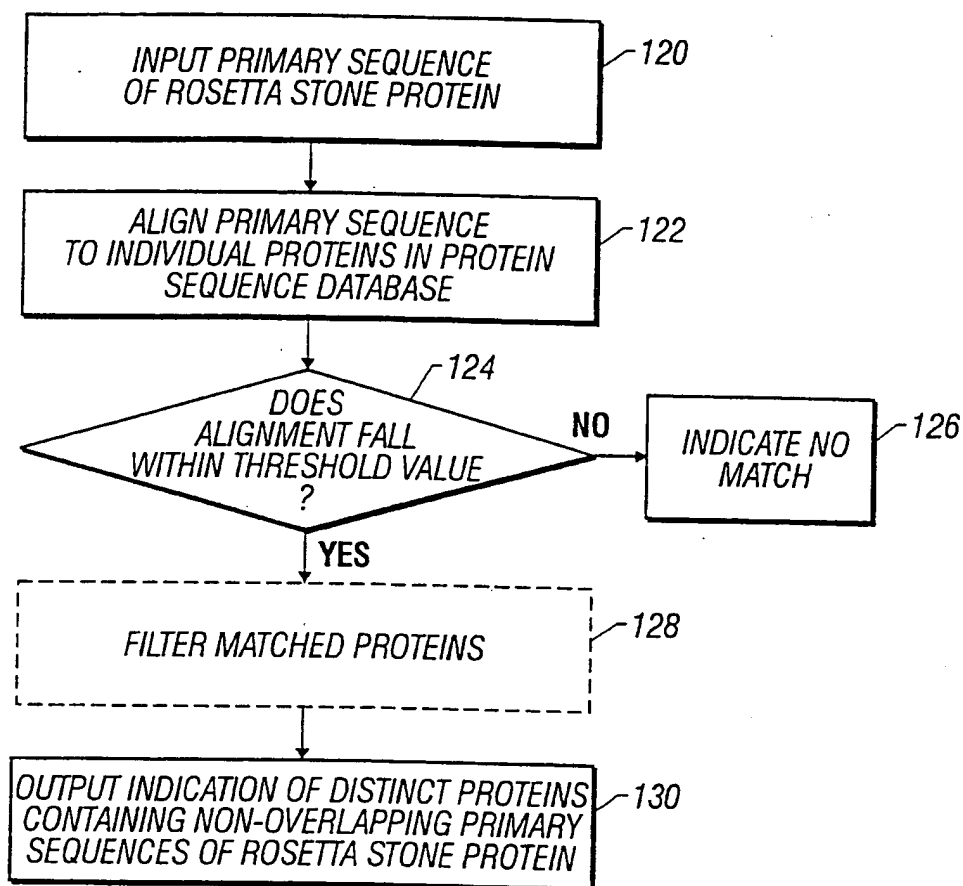 INPUT PRIMARY SEQUENCE
OF ROSETTA STONE PROTEIN
120
ALIGN PRIMARY SEQUENCE
TO INDIVIDUAL PROTEINS IN PROTEIN
SEQUENCE DATABASE
122
124
DOES
ALIGNMENT FALL
WITHIN THRESHOLD VALUE
?
NO
INDICATE NO
MATCH
126
YES
FILTER MATCHED PROTEINS
128
OUTPUT INDICATION OF DISTINCT PROTEINS
CONTAINING NON-OVERLAPPING PRIMARY
SEQUENCES OF ROSETTA STONE PROTEIN
130